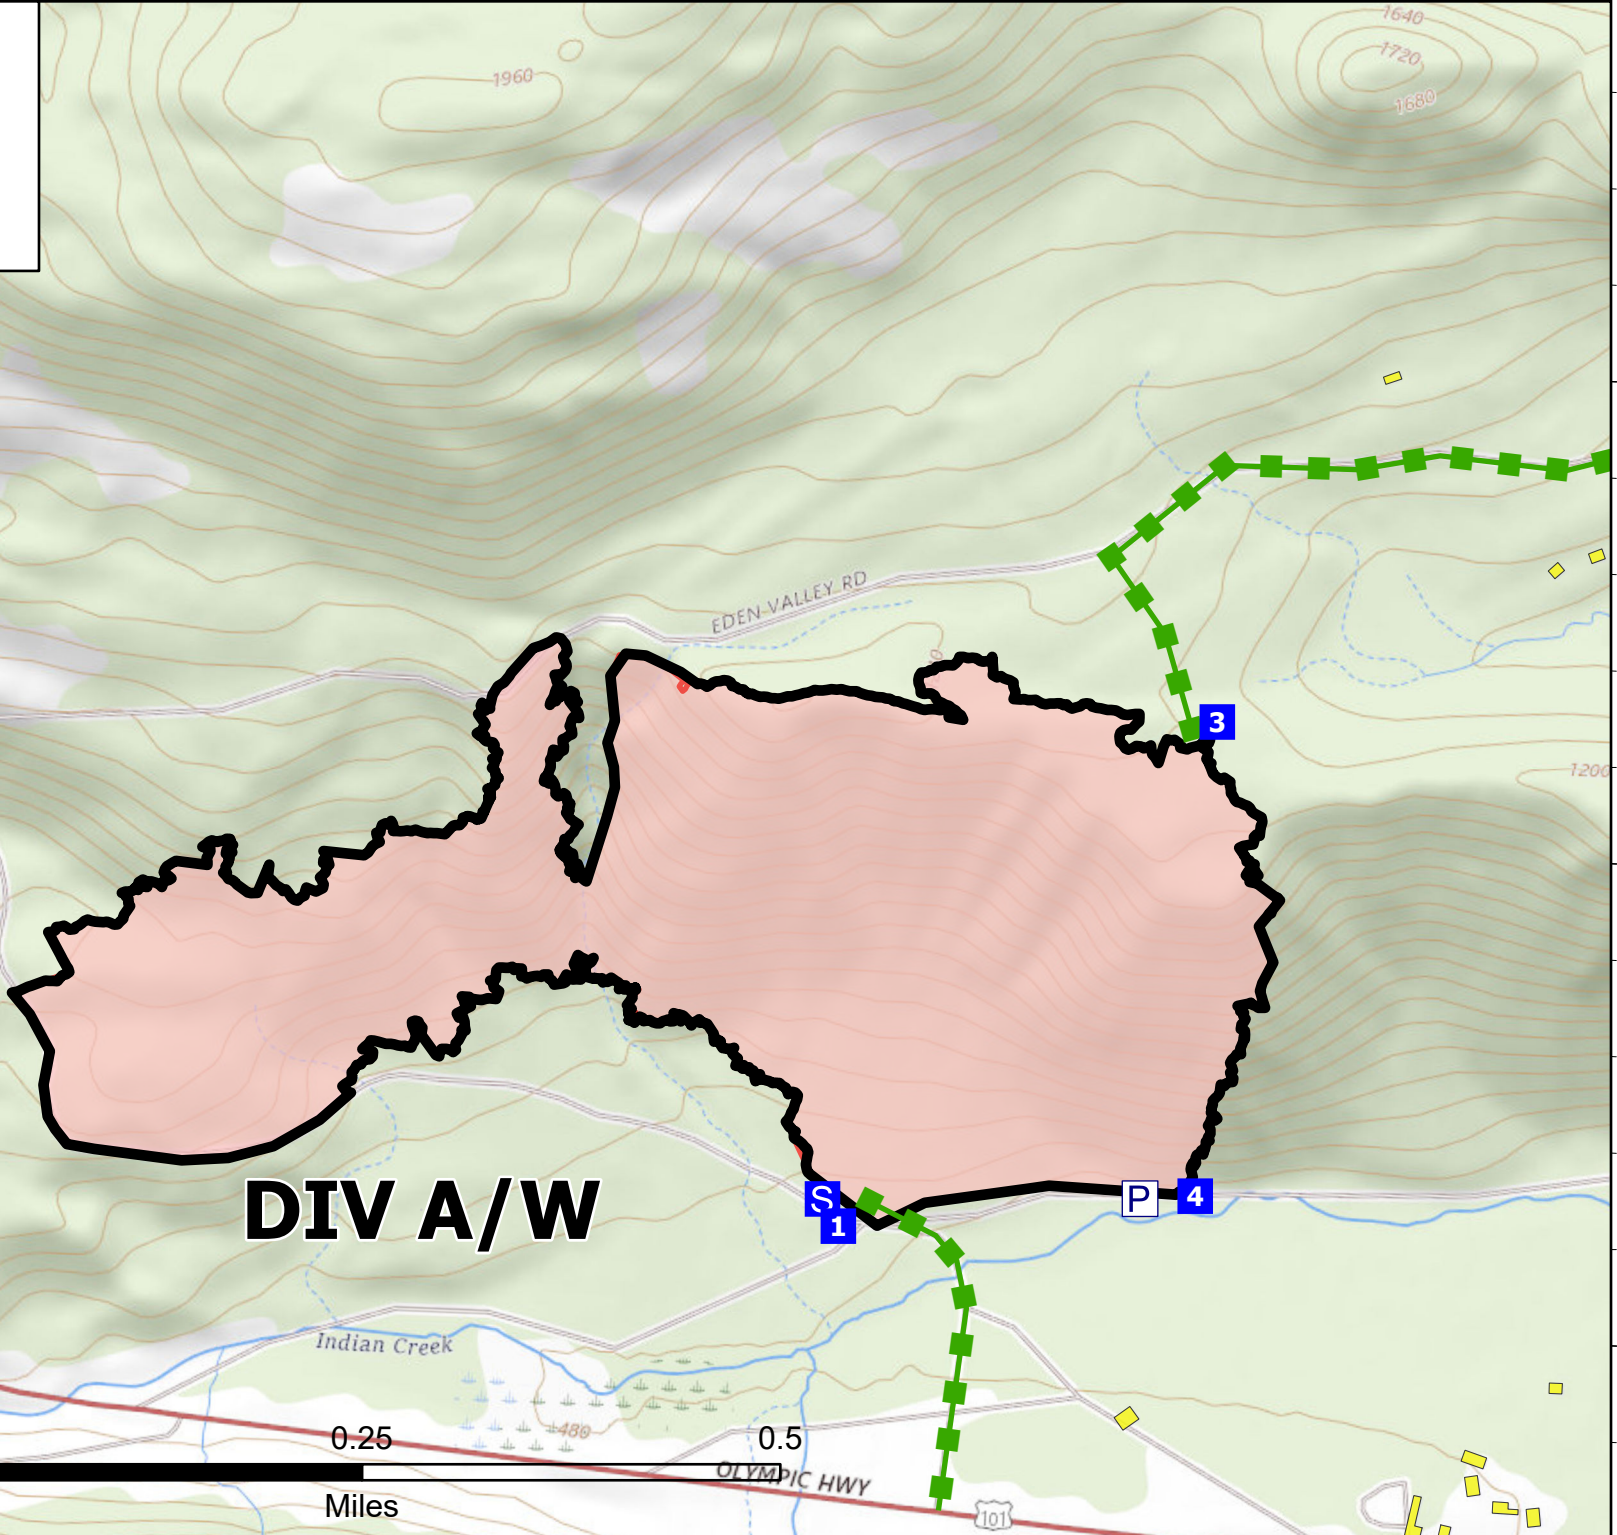 1640
1720
1680
1960
EDEN VALLEY RD
3
1200
DIV A/W
S
1
P
4
Indian Creek
480
0.25
0.5
OLYMPIC HWY
Miles
101